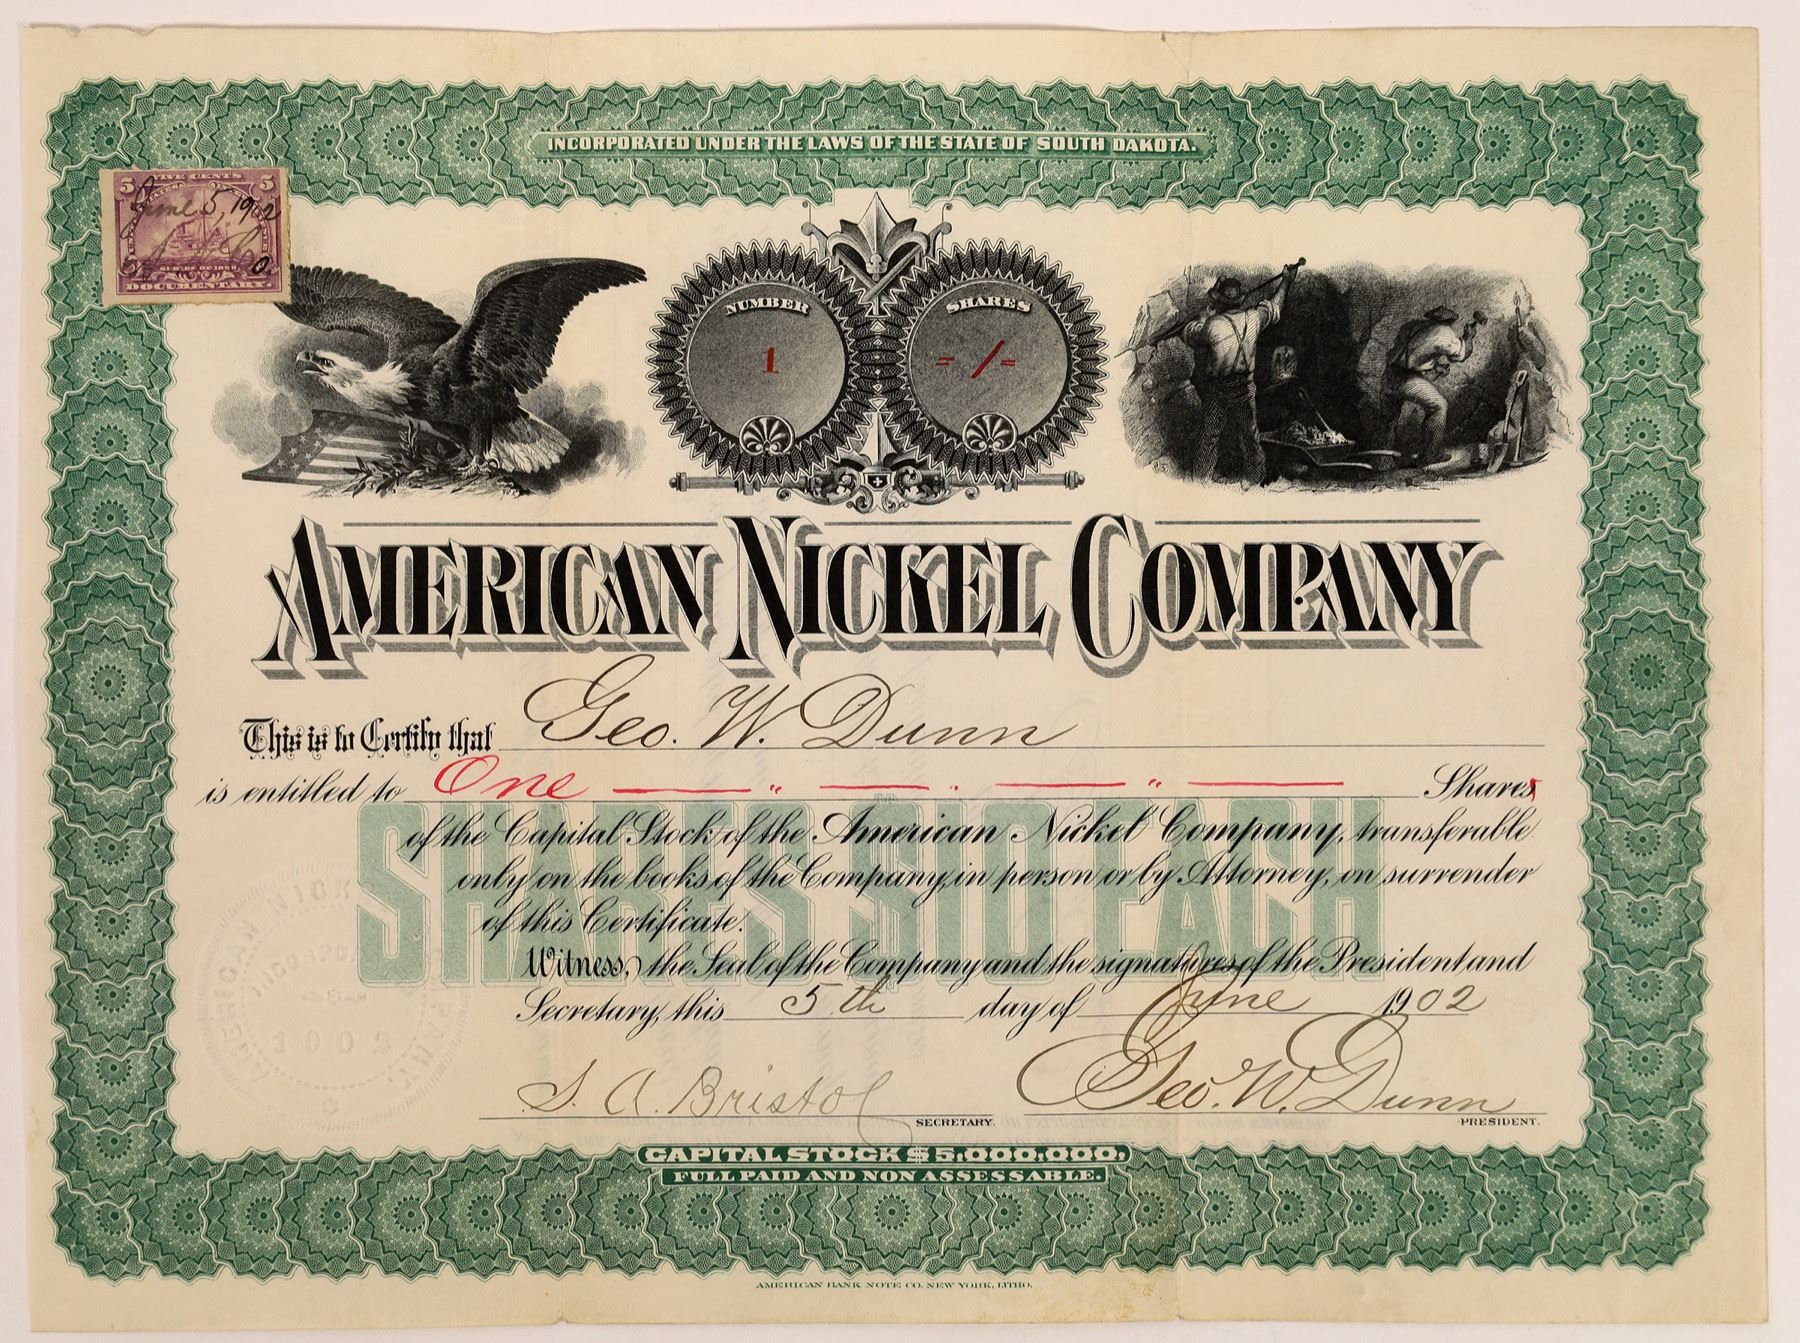 INCORPORATED UNDER THE LAWS OF THE STATE OF SOUTH DAKOTA.
5 FIVE CENTS 5
June 5, 1902
DOCUMENTARY.
NUMBER
1
SHARES
= / =
AMERICAN NICKEL COMPANY
This is to Certify that Geo. W. Dunn
is entitled to One — " — " — " — Shares
SHARES $10 EACH
of the Capital Stock of the American Nickel Company, transferable
only on the books of the Company, in person or by Attorney, on surrender
of this Certificate.
Witness, the Seal of the Company and the signatures of the President and
Secretary, this 5th day of June 1902
AMERICAN NICKEL COMPANY.
1902
S. A. Bristol
SECRETARY.
Geo. W. Dunn
PRESIDENT.
CAPITAL STOCK $5,000,000.
FULL PAID AND NON ASSESSABLE.
AMERICAN BANK NOTE CO. NEW YORK, LITHO.